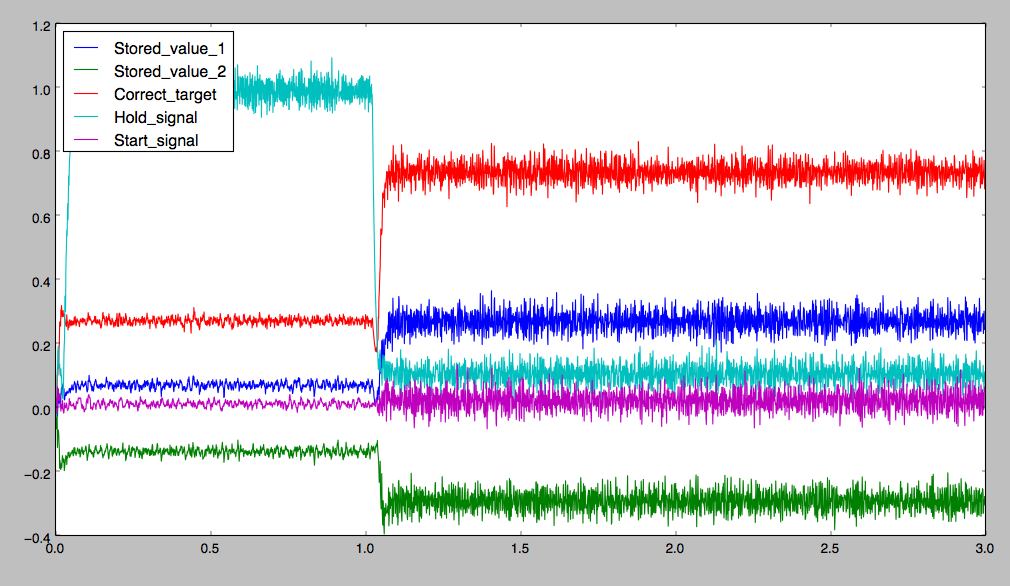 1.2
1.0
0.8
0.6
0.4
0.2
0.0
−0.2
−0.4
Stored_value_1
Stored_value_2
Correct_target
Hold_signal
Start_signal
0.0 0.5 1.0 1.5 2.0 2.5 3.0